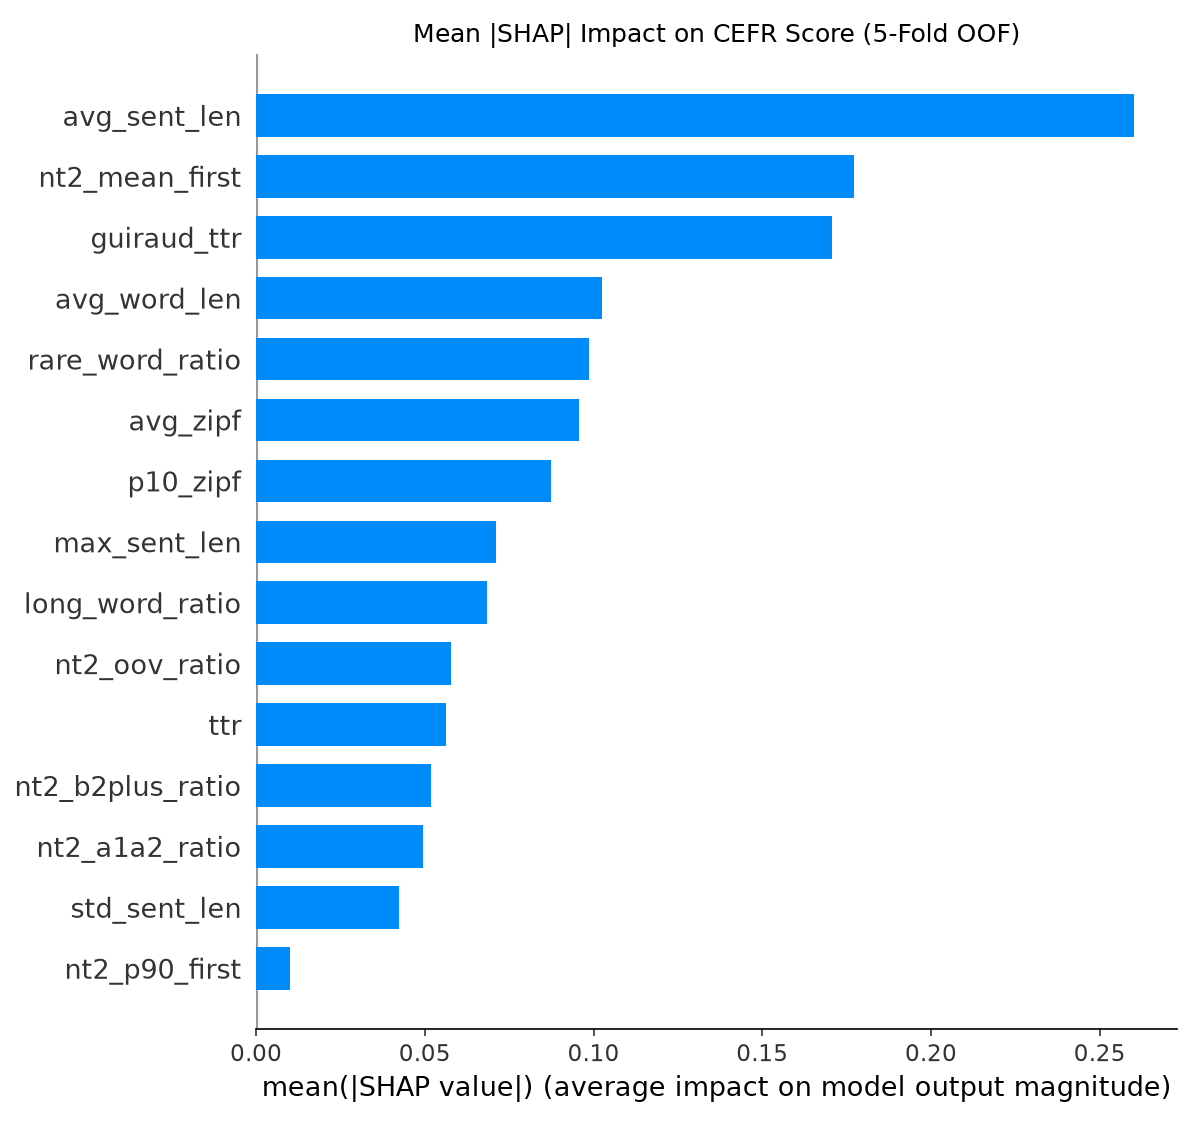 Mean |SHAP| Impact on CEFR Score (5-Fold OOF)
avg_sent_len
nt2_mean_first
guiraud_ttr
avg_word_len
rare_word_ratio
avg_zipf
p10_zipf
max_sent_len
long_word_ratio
nt2_oov_ratio
ttr
nt2_b2plus_ratio
nt2_a1a2_ratio
std_sent_len
nt2_p90_first
0.00 0.05 0.10 0.15 0.20 0.25
mean(|SHAP value|) (average impact on model output magnitude)